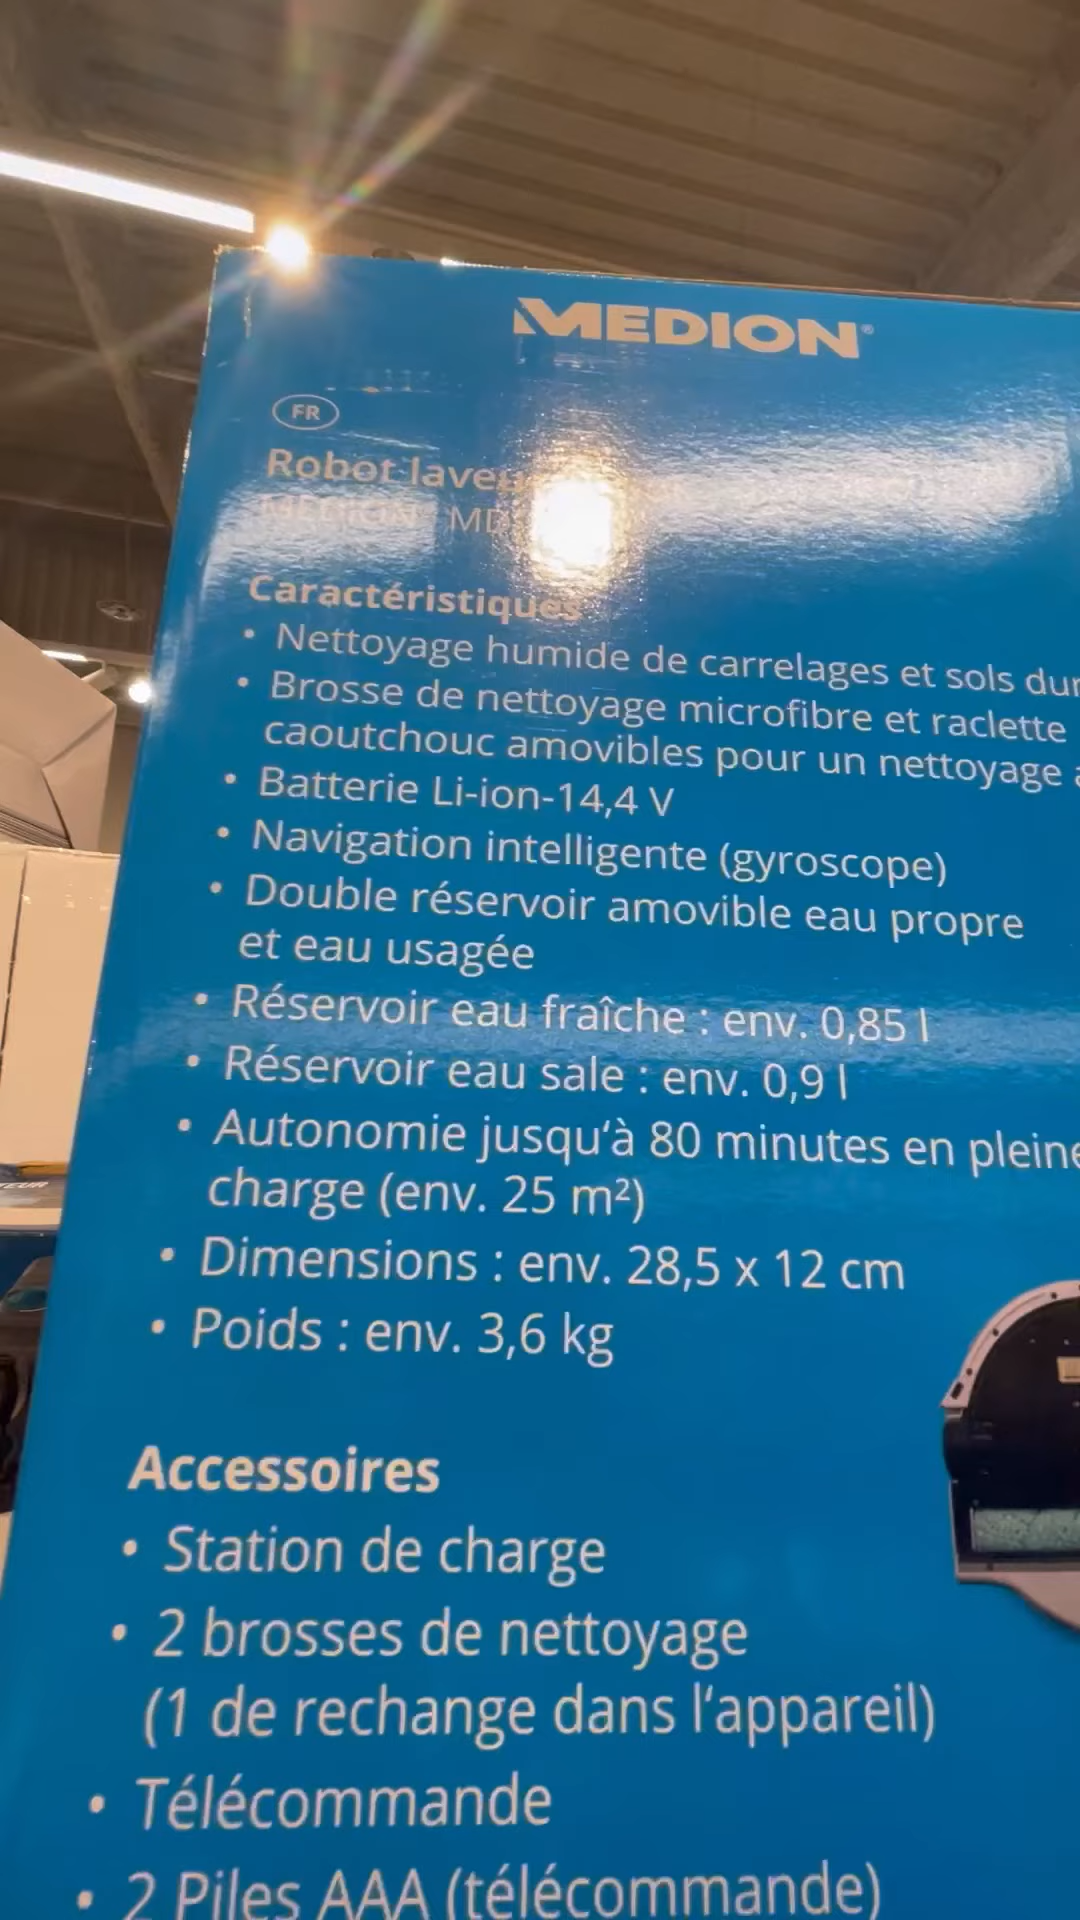 MEDION®
FR
Robot laveur
MEDION® MD
Caractéristiques
• Nettoyage humide de carrelages et sols dur
• Brosse de nettoyage microfibre et raclette
caoutchouc amovibles pour un nettoyage
• Batterie Li-ion-14,4 V
• Navigation intelligente (gyroscope)
• Double réservoir amovible eau propre
et eau usagée
• Réservoir eau fraîche : env. 0,85 l
• Réservoir eau sale : env. 0,9 l
• Autonomie jusqu‘à 80 minutes en pleine
charge (env. 25 m²)
• Dimensions : env. 28,5 x 12 cm
• Poids : env. 3,6 kg
Accessoires
• Station de charge
• 2 brosses de nettoyage
(1 de rechange dans l‘appareil)
• Télécommande
• 2 Piles AAA (télécommande)